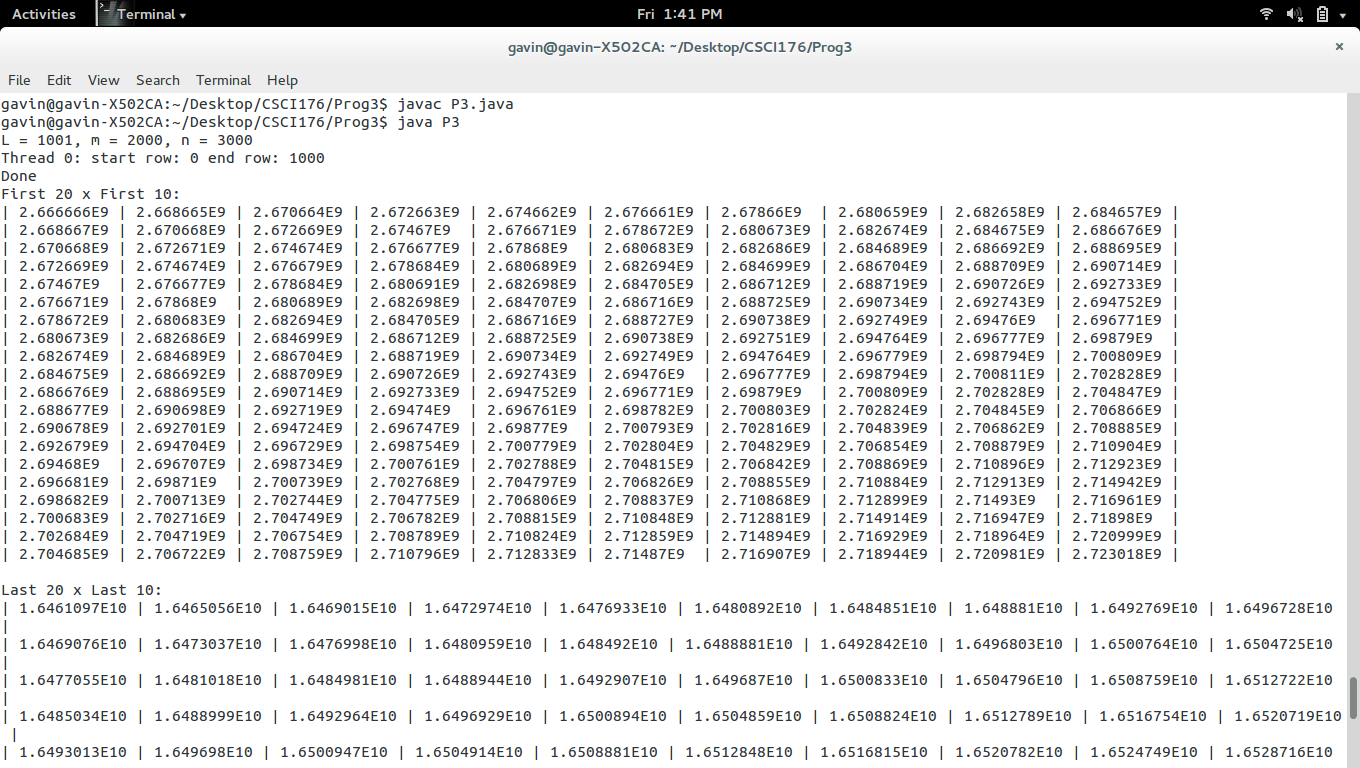 Activities Terminal Fri 1:41 PM
gavin@gavin-X502CA: ~/Desktop/CSCI176/Prog3 ×
File Edit View Search Terminal Help
gavin@gavin-X502CA:~/Desktop/CSCI176/Prog3$ javac P3.java
gavin@gavin-X502CA:~/Desktop/CSCI176/Prog3$ java P3
L = 1001, m = 2000, n = 3000
Thread 0: start row: 0 end row: 1000
Done
First 20 x First 10:
| 2.666666E9 | 2.668665E9 | 2.670664E9 | 2.672663E9 | 2.674662E9 | 2.676661E9 | 2.67866E9  | 2.680659E9 | 2.682658E9 | 2.684657E9 |
| 2.668667E9 | 2.670668E9 | 2.672669E9 | 2.67467E9  | 2.676671E9 | 2.678672E9 | 2.680673E9 | 2.682674E9 | 2.684675E9 | 2.686676E9 |
| 2.670668E9 | 2.672671E9 | 2.674674E9 | 2.676677E9 | 2.67868E9  | 2.680683E9 | 2.682686E9 | 2.684689E9 | 2.686692E9 | 2.688695E9 |
| 2.672669E9 | 2.674674E9 | 2.676679E9 | 2.678684E9 | 2.680689E9 | 2.682694E9 | 2.684699E9 | 2.686704E9 | 2.688709E9 | 2.690714E9 |
| 2.67467E9  | 2.676677E9 | 2.678684E9 | 2.680691E9 | 2.682698E9 | 2.684705E9 | 2.686712E9 | 2.688719E9 | 2.690726E9 | 2.692733E9 |
| 2.676671E9 | 2.67868E9  | 2.680689E9 | 2.682698E9 | 2.684707E9 | 2.686716E9 | 2.688725E9 | 2.690734E9 | 2.692743E9 | 2.694752E9 |
| 2.678672E9 | 2.680683E9 | 2.682694E9 | 2.684705E9 | 2.686716E9 | 2.688727E9 | 2.690738E9 | 2.692749E9 | 2.69476E9  | 2.696771E9 |
| 2.680673E9 | 2.682686E9 | 2.684699E9 | 2.686712E9 | 2.688725E9 | 2.690738E9 | 2.692751E9 | 2.694764E9 | 2.696777E9 | 2.69879E9  |
| 2.682674E9 | 2.684689E9 | 2.686704E9 | 2.688719E9 | 2.690734E9 | 2.692749E9 | 2.694764E9 | 2.696779E9 | 2.698794E9 | 2.700809E9 |
| 2.684675E9 | 2.686692E9 | 2.688709E9 | 2.690726E9 | 2.692743E9 | 2.69476E9  | 2.696777E9 | 2.698794E9 | 2.700811E9 | 2.702828E9 |
| 2.686676E9 | 2.688695E9 | 2.690714E9 | 2.692733E9 | 2.694752E9 | 2.696771E9 | 2.69879E9  | 2.700809E9 | 2.702828E9 | 2.704847E9 |
| 2.688677E9 | 2.690698E9 | 2.692719E9 | 2.69474E9  | 2.696761E9 | 2.698782E9 | 2.700803E9 | 2.702824E9 | 2.704845E9 | 2.706866E9 |
| 2.690678E9 | 2.692701E9 | 2.694724E9 | 2.696747E9 | 2.69877E9  | 2.700793E9 | 2.702816E9 | 2.704839E9 | 2.706862E9 | 2.708885E9 |
| 2.692679E9 | 2.694704E9 | 2.696729E9 | 2.698754E9 | 2.700779E9 | 2.702804E9 | 2.704829E9 | 2.706854E9 | 2.708879E9 | 2.710904E9 |
| 2.69468E9  | 2.696707E9 | 2.698734E9 | 2.700761E9 | 2.702788E9 | 2.704815E9 | 2.706842E9 | 2.708869E9 | 2.710896E9 | 2.712923E9 |
| 2.696681E9 | 2.69871E9  | 2.700739E9 | 2.702768E9 | 2.704797E9 | 2.706826E9 | 2.708855E9 | 2.710884E9 | 2.712913E9 | 2.714942E9 |
| 2.698682E9 | 2.700713E9 | 2.702744E9 | 2.704775E9 | 2.706806E9 | 2.708837E9 | 2.710868E9 | 2.712899E9 | 2.71493E9  | 2.716961E9 |
| 2.700683E9 | 2.702716E9 | 2.704749E9 | 2.706782E9 | 2.708815E9 | 2.710848E9 | 2.712881E9 | 2.714914E9 | 2.716947E9 | 2.71898E9  |
| 2.702684E9 | 2.704719E9 | 2.706754E9 | 2.708789E9 | 2.710824E9 | 2.712859E9 | 2.714894E9 | 2.716929E9 | 2.718964E9 | 2.720999E9 |
| 2.704685E9 | 2.706722E9 | 2.708759E9 | 2.710796E9 | 2.712833E9 | 2.71487E9  | 2.716907E9 | 2.718944E9 | 2.720981E9 | 2.723018E9 |
Last 20 x Last 10:
| 1.6461097E10 | 1.6465056E10 | 1.6469015E10 | 1.6472974E10 | 1.6476933E10 | 1.6480892E10 | 1.6484851E10 | 1.648881E10 | 1.6492769E10 | 1.6496728E10
|
| 1.6469076E10 | 1.6473037E10 | 1.6476998E10 | 1.6480959E10 | 1.648492E10 | 1.6488881E10 | 1.6492842E10 | 1.6496803E10 | 1.6500764E10 | 1.6504725E10
|
| 1.6477055E10 | 1.6481018E10 | 1.6484981E10 | 1.6488944E10 | 1.6492907E10 | 1.649687E10 | 1.6500833E10 | 1.6504796E10 | 1.6508759E10 | 1.6512722E10
|
| 1.6485034E10 | 1.6488999E10 | 1.6492964E10 | 1.6496929E10 | 1.6500894E10 | 1.6504859E10 | 1.6508824E10 | 1.6512789E10 | 1.6516754E10 | 1.6520719E10
|
| 1.6493013E10 | 1.649698E10 | 1.6500947E10 | 1.6504914E10 | 1.6508881E10 | 1.6512848E10 | 1.6516815E10 | 1.6520782E10 | 1.6524749E10 | 1.6528716E10